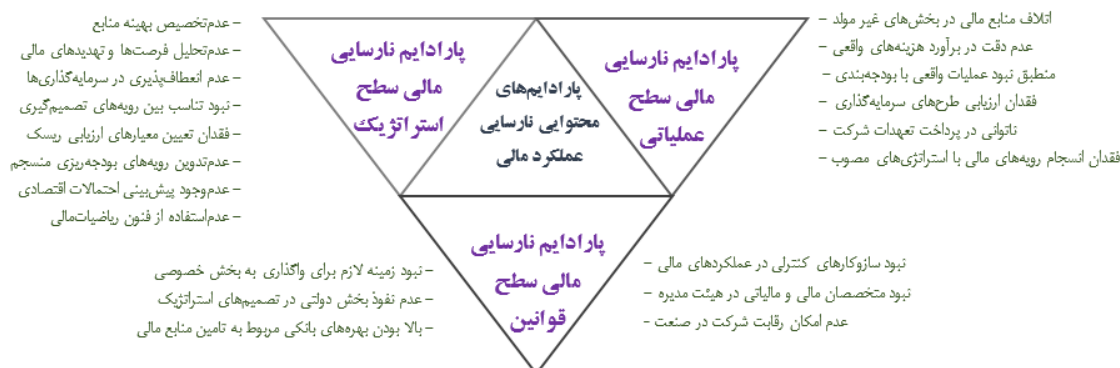 اتلاف منابع مالی در بخش‌های غیر مولد –
عدم دقت در برآورد هزینه‌های واقعی –
منطبق نبود عملیات واقعی با بودجه‌بندی –
فقدان ارزیابی طرح‌های سرمایه‌گذاری –
ناتوانی در پرداخت تعهدات شرکت –
فقدان انسجام رویه‌های مالی با استراتژی‌های مصوب –
پارادایم نارسایی
مالی سطح
عملیاتی
پارادایم‌های
محتوایی نارسایی
عملکرد مالی
پارادایم نارسایی
مالی سطح
استراتژیک
– عدم‌تخصیص بهینه منابع
– عدم‌تحلیل فرصت‌ها و تهدیدهای مالی
– عدم انعطاف‌پذیری در سرمایه‌گذاری‌ها
– نبود تناسب بین رویه‌های تصمیم‌گیری
– فقدان تعیین معیارهای ارزیابی ریسک
– عدم‌تدوین رویه‌های بودجه‌ریزی منسجم
– عدم‌وجود پیش‌بینی احتمالات اقتصادی
– عدم‌استفاده از فنون ریاضیات‌مالی
نبود سازوکارهای کنترلی در عملکردهای مالی –
نبود متخصصان مالی و مالیاتی در هیئت مدیره –
عدم امکان رقابت شرکت در صنعت -
پارادایم نارسایی
مالی سطح
قوانین
– نبود زمینه لازم برای واگذاری به بخش خصوصی
– عدم نفوذ بخش دولتی در تصمیم‌های استراتژیک
– بالا بودن بهره‌های بانکی مربوط به تامین منابع مالی